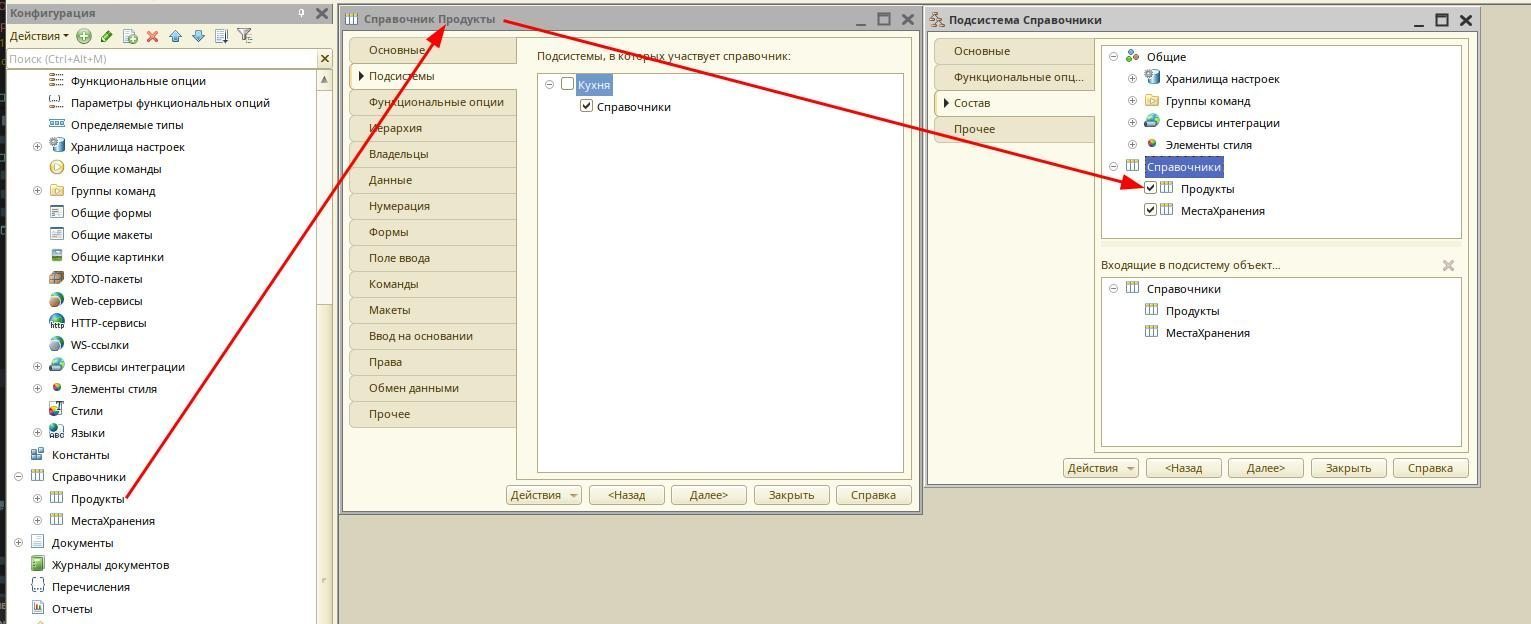 Конфигурация
Действия
Поиск (Ctrl+Alt+M)
Функциональные опции
Параметры функциональных опций
Определяемые типы
Хранилища настроек
Общие команды
Группы команд
Общие формы
Общие макеты
Общие картинки
XDTO-пакеты
Web-сервисы
HTTP-сервисы
WS-ссылки
Сервисы интеграции
Элементы стиля
Стили
Языки
Константы
Справочники
Продукты
МестаХранения
Документы
Журналы документов
Перечисления
Отчеты
Справочник Продукты
Основные
Подсистемы
Функциональные опции
Иерархия
Владельцы
Данные
Нумерация
Формы
Поле ввода
Команды
Макеты
Ввод на основании
Права
Обмен данными
Прочее
Подсистемы, в которых участвует справочник:
Кухня
Справочники
Действия
<Назад
Далее>
Закрыть
Справка
Подсистема Справочники
Основные
Функциональные опц...
Состав
Прочее
Общие
Хранилища настроек
Группы команд
Сервисы интеграции
Элементы стиля
Справочники
Продукты
МестаХранения
Входящие в подсистему объект...
Справочники
Продукты
МестаХранения
Действия
<Назад
Далее>
Закрыть
Справка